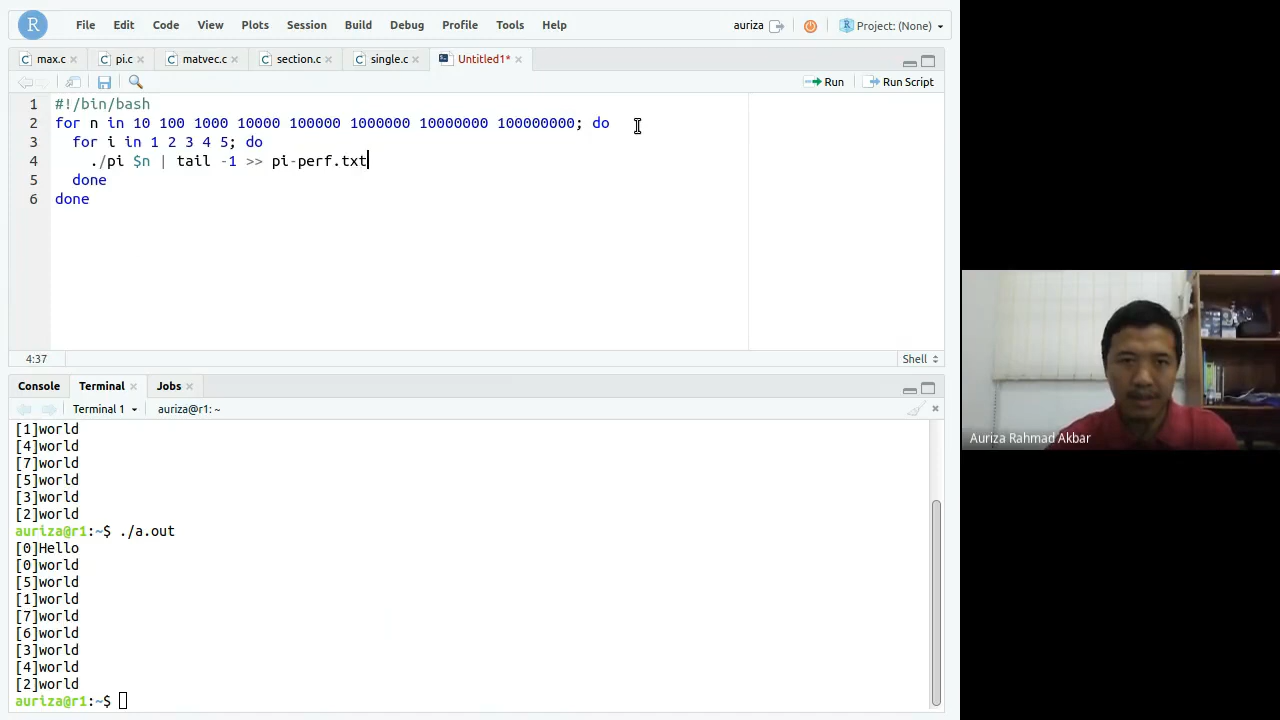 R File Edit Code View Plots Session Build Debug Profile Tools Help auriza Project: (None)
max.c pi.c matvec.c section.c single.c Untitled1*
Run Run Script
1 #!/bin/bash
2 for n in 10 100 1000 10000 100000 1000000 10000000 100000000; do
3 for i in 1 2 3 4 5; do
4 ./pi $n | tail -1 >> pi-perf.txt
5 done
6 done
4:37 Shell
Console Terminal Jobs
Terminal 1 auriza@r1: ~
[1]world
[4]world
[7]world
[5]world
[3]world
[2]world
auriza@r1:~$ ./a.out
[0]Hello
[0]world
[5]world
[1]world
[7]world
[6]world
[3]world
[4]world
[2]world
auriza@r1:~$
Auriza Rahmad Akbar